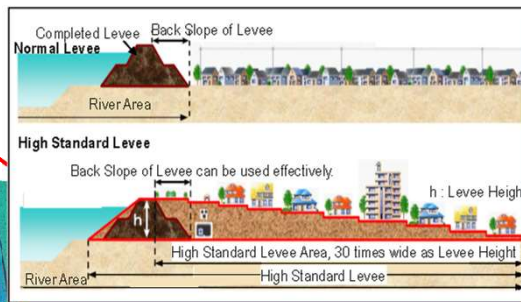 Completed Levee
Back Slope of Levee
Normal Levee
River Area
High Standard Levee
Back Slope of Levee can be used effectively.
h : Levee Heigh
h
High Standard Levee Area, 30 times wide as Levee Height
River Area
High Standard Levee